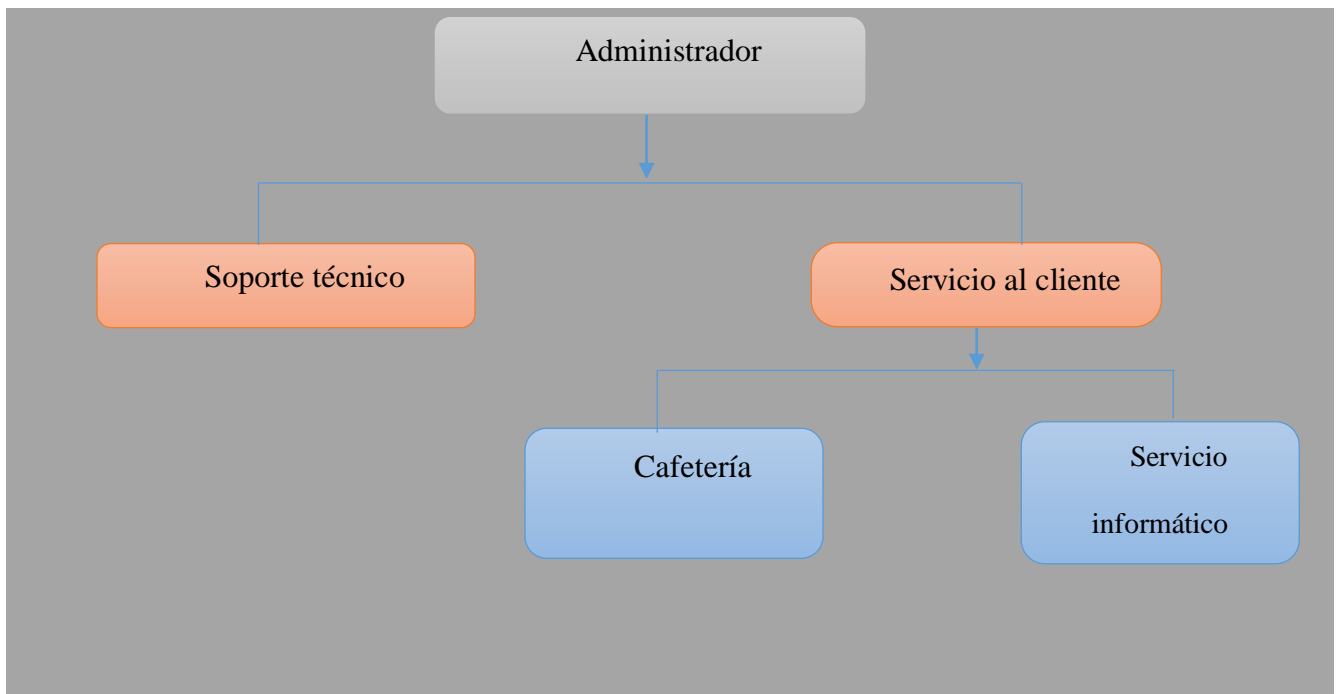 Administrador
Soporte técnico
Servicio al cliente
Cafetería
Servicio
informático